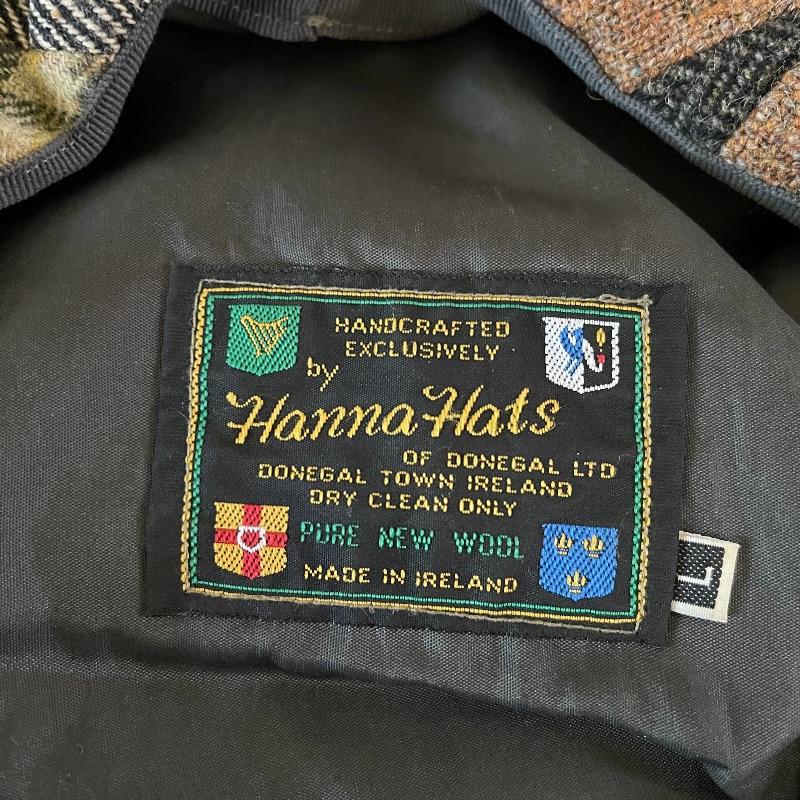 HANDCRAFTED
EXCLUSIVELY
by
Hanna Hats
OF DONEGAL LTD
DONEGAL TOWN IRELAND
DRY CLEAN ONLY
PURE NEW WOOL
MADE IN IRELAND
L